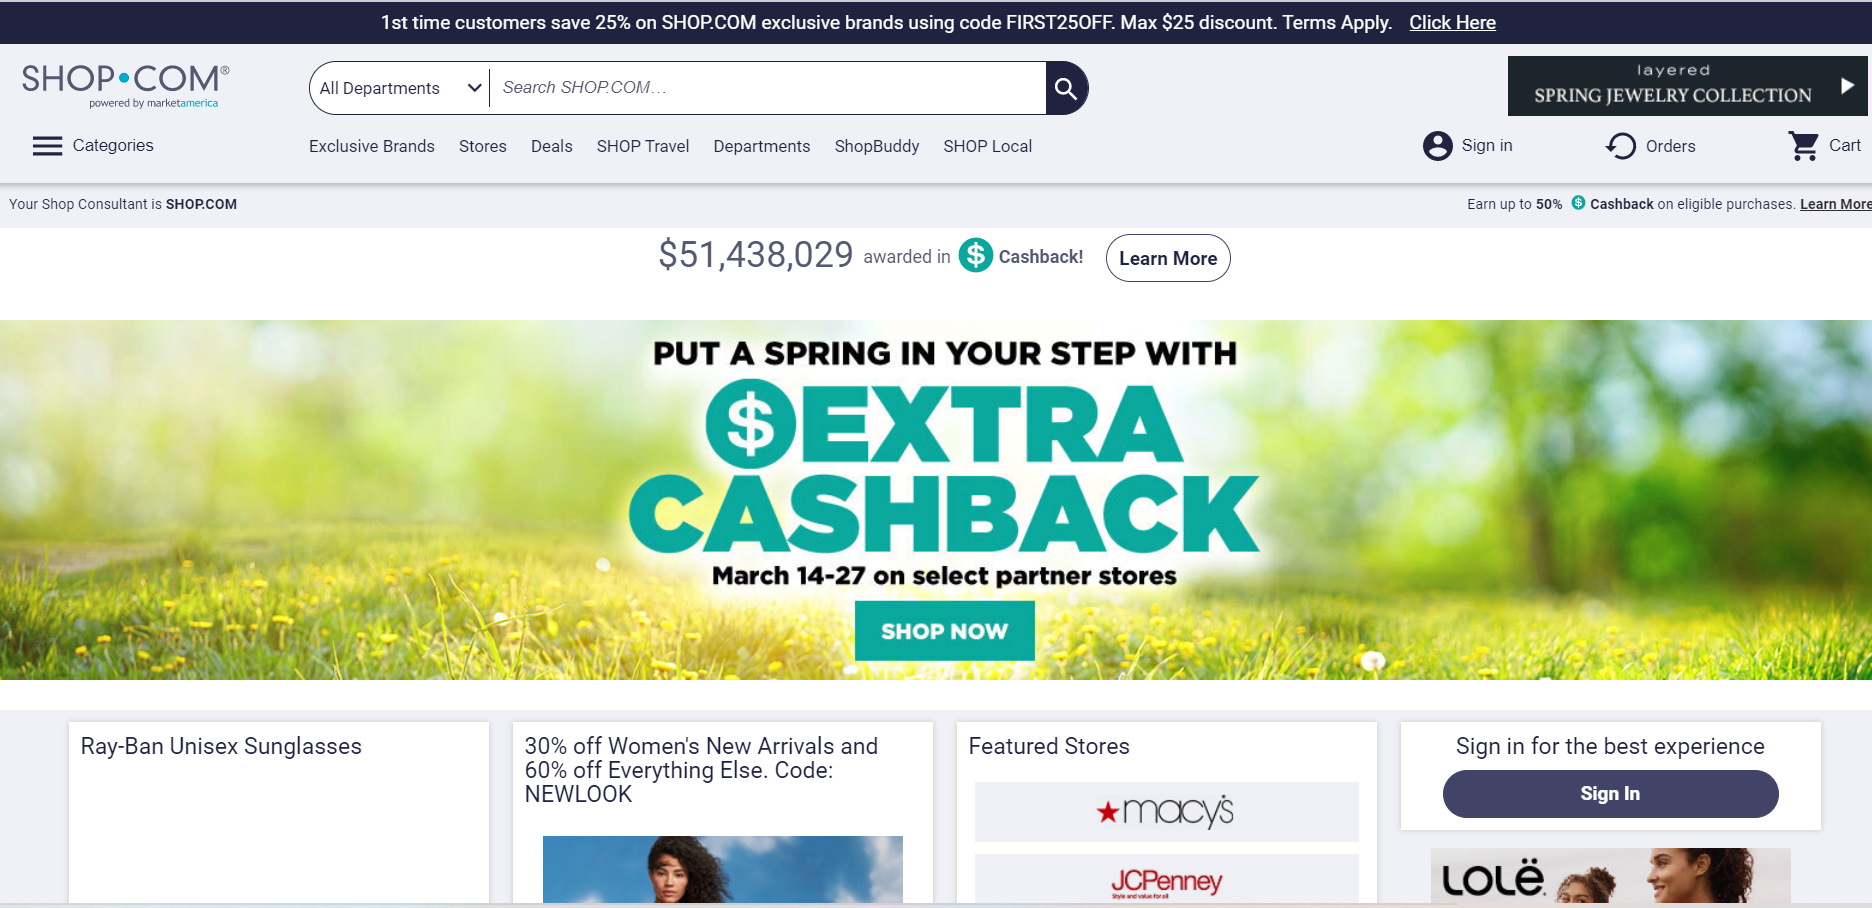 1st time customers save 25% on SHOP.COM exclusive brands using code FIRST25OFF. Max $25 discount. Terms Apply. Click Here
SHOP•COM®
powered by marketamerica
All Departments
Search SHOP.COM...
layered
SPRING JEWELRY COLLECTION
Categories
Exclusive Brands Stores Deals SHOP Travel Departments ShopBuddy SHOP Local
Sign in
Orders
Cart
Your Shop Consultant is SHOP.COM
Earn up to 50% $ Cashback on eligible purchases. Learn More
$51,438,029 awarded in $ Cashback! Learn More
PUT A SPRING IN YOUR STEP WITH
$EXTRA
CASHBACK
March 14-27 on select partner stores
SHOP NOW
Ray-Ban Unisex Sunglasses
30% off Women's New Arrivals and
60% off Everything Else. Code:
NEWLOOK
Featured Stores
macy's
JCPenney
Style and value for all
Sign in for the best experience
Sign In
LOLË